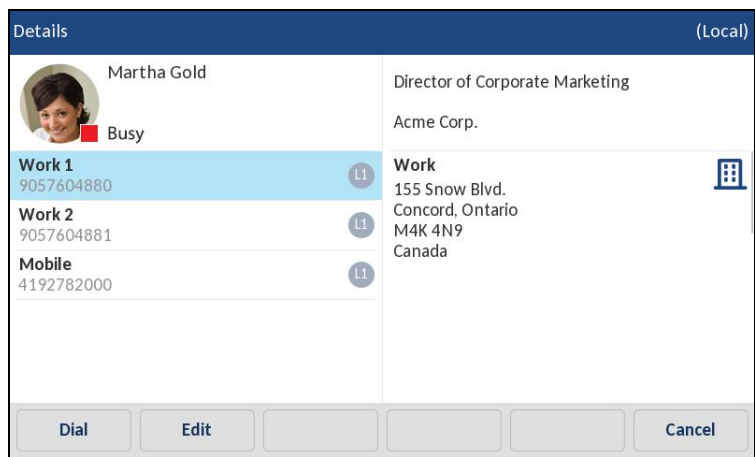 Details
(Local)
Martha Gold
Busy
Work 1
9057604880
L1
Work 2
9057604881
L1
Mobile
4192782000
L1
Director of Corporate Marketing
Acme Corp.
Work
155 Snow Blvd.
Concord, Ontario
M4K 4N9
Canada
Dial
Edit
Cancel